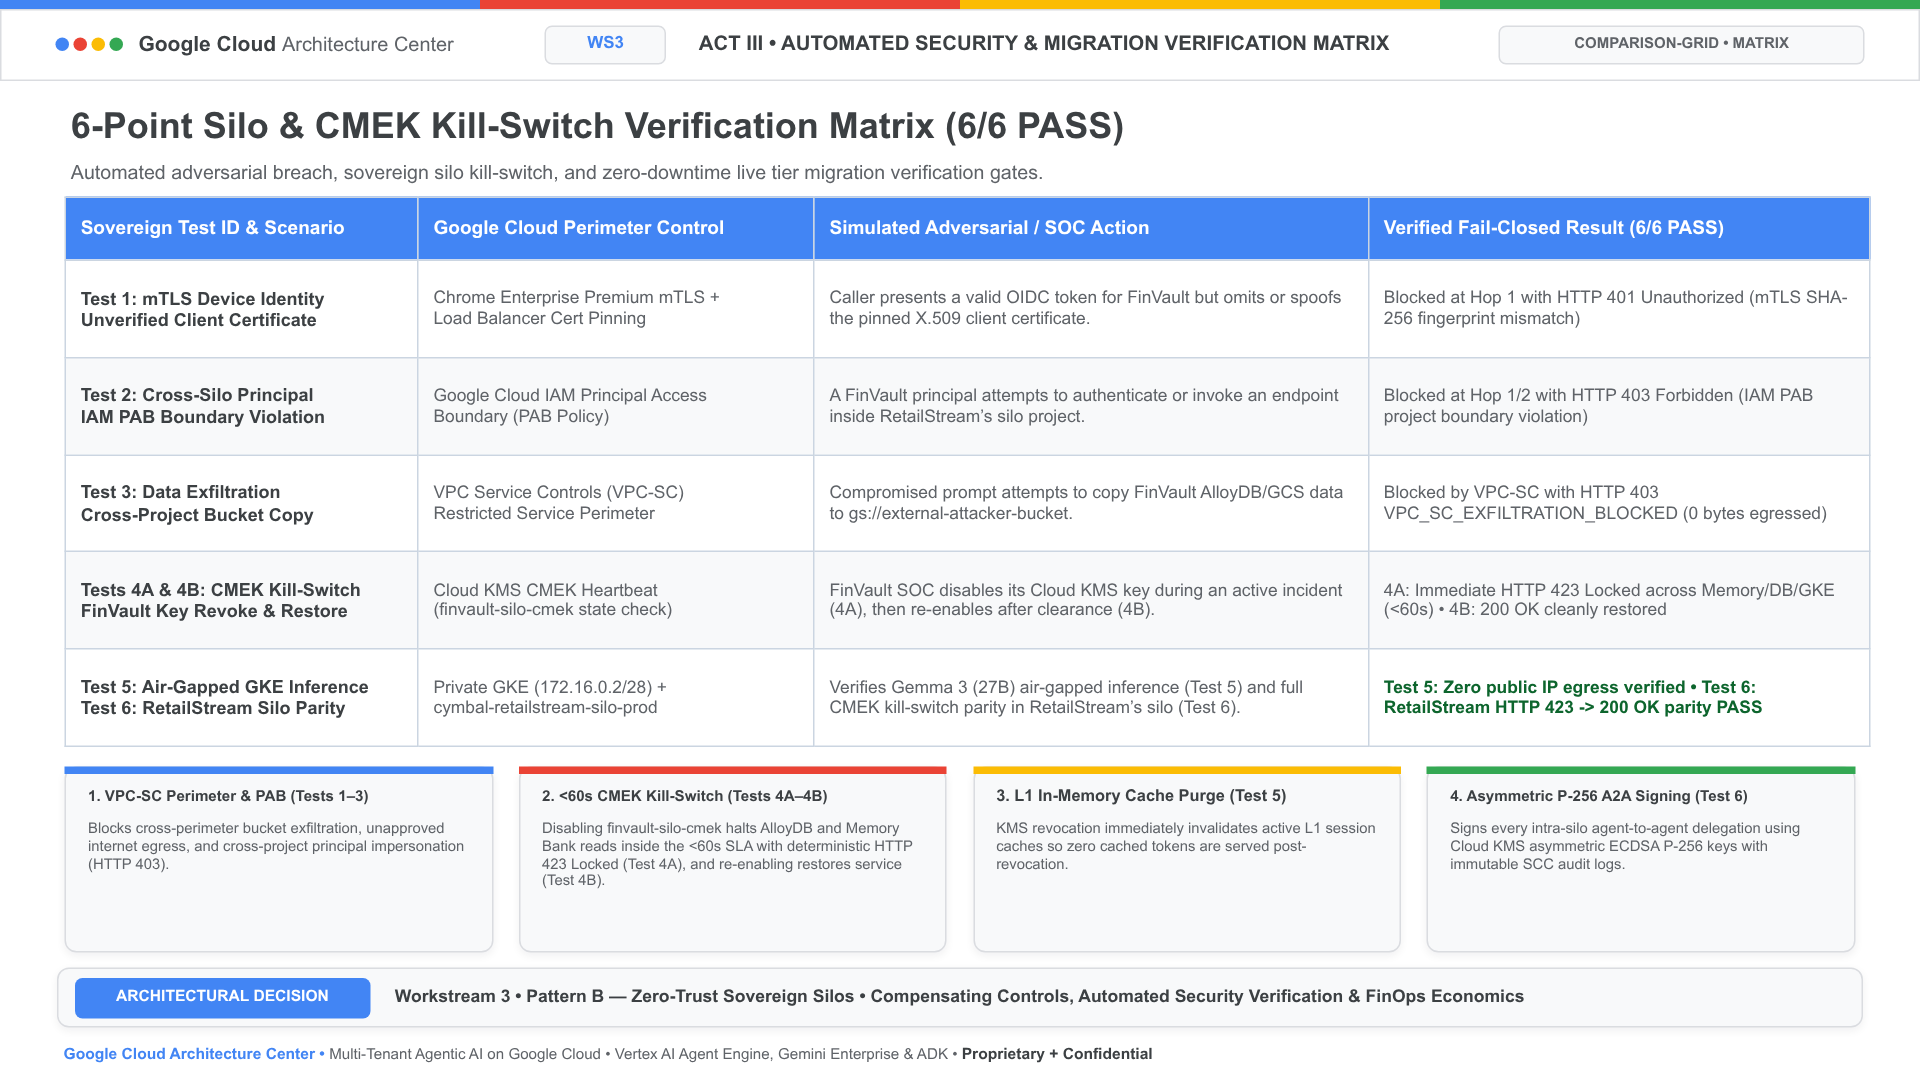 Google Cloud Architecture Center
WS3
ACT III • AUTOMATED SECURITY & MIGRATION VERIFICATION MATRIX
COMPARISON-GRID • MATRIX
6-Point Silo & CMEK Kill-Switch Verification Matrix (6/6 PASS)
Automated adversarial breach, sovereign silo kill-switch, and zero-downtime live tier migration verification gates.
Sovereign Test ID & Scenario
Google Cloud Perimeter Control
Simulated Adversarial / SOC Action
Verified Fail-Closed Result (6/6 PASS)
Test 1: mTLS Device Identity
Unverified Client Certificate
Chrome Enterprise Premium mTLS +
Load Balancer Cert Pinning
Caller presents a valid OIDC token for FinVault but omits or spoofs
the pinned X.509 client certificate.
Blocked at Hop 1 with HTTP 401 Unauthorized (mTLS SHA-
256 fingerprint mismatch)
Test 2: Cross-Silo Principal
IAM PAB Boundary Violation
Google Cloud IAM Principal Access
Boundary (PAB Policy)
A FinVault principal attempts to authenticate or invoke an endpoint
inside RetailStream’s silo project.
Blocked at Hop 1/2 with HTTP 403 Forbidden (IAM PAB
project boundary violation)
Test 3: Data Exfiltration
Cross-Project Bucket Copy
VPC Service Controls (VPC-SC)
Restricted Service Perimeter
Compromised prompt attempts to copy FinVault AlloyDB/GCS data
to gs://external-attacker-bucket.
Blocked by VPC-SC with HTTP 403
VPC_SC_EXFILTRATION_BLOCKED (0 bytes egressed)
Tests 4A & 4B: CMEK Kill-Switch
FinVault Key Revoke & Restore
Cloud KMS CMEK Heartbeat
(finvault-silo-cmek state check)
FinVault SOC disables its Cloud KMS key during an active incident
(4A), then re-enables after clearance (4B).
4A: Immediate HTTP 423 Locked across Memory/DB/GKE
(<60s) • 4B: 200 OK cleanly restored
Test 5: Air-Gapped GKE Inference
Test 6: RetailStream Silo Parity
Private GKE (172.16.0.2/28) +
cymbal-retailstream-silo-prod
Verifies Gemma 3 (27B) air-gapped inference (Test 5) and full
CMEK kill-switch parity in RetailStream’s silo (Test 6).
Test 5: Zero public IP egress verified • Test 6:
RetailStream HTTP 423 -> 200 OK parity PASS
1. VPC-SC Perimeter & PAB (Tests 1–3)
Blocks cross-perimeter bucket exfiltration, unapproved
internet egress, and cross-project principal impersonation
(HTTP 403).
2. <60s CMEK Kill-Switch (Tests 4A–4B)
Disabling finvault-silo-cmek halts AlloyDB and Memory
Bank reads inside the <60s SLA with deterministic HTTP
423 Locked (Test 4A), and re-enabling restores service
(Test 4B).
3. L1 In-Memory Cache Purge (Test 5)
KMS revocation immediately invalidates active L1 session
caches so zero cached tokens are served post-
revocation.
4. Asymmetric P-256 A2A Signing (Test 6)
Signs every intra-silo agent-to-agent delegation using
Cloud KMS asymmetric ECDSA P-256 keys with
immutable SCC audit logs.
ARCHITECTURAL DECISION
Workstream 3 • Pattern B — Zero-Trust Sovereign Silos • Compensating Controls, Automated Security Verification & FinOps Economics
Google Cloud Architecture Center • Multi-Tenant Agentic AI on Google Cloud • Vertex AI Agent Engine, Gemini Enterprise & ADK • Proprietary + Confidential